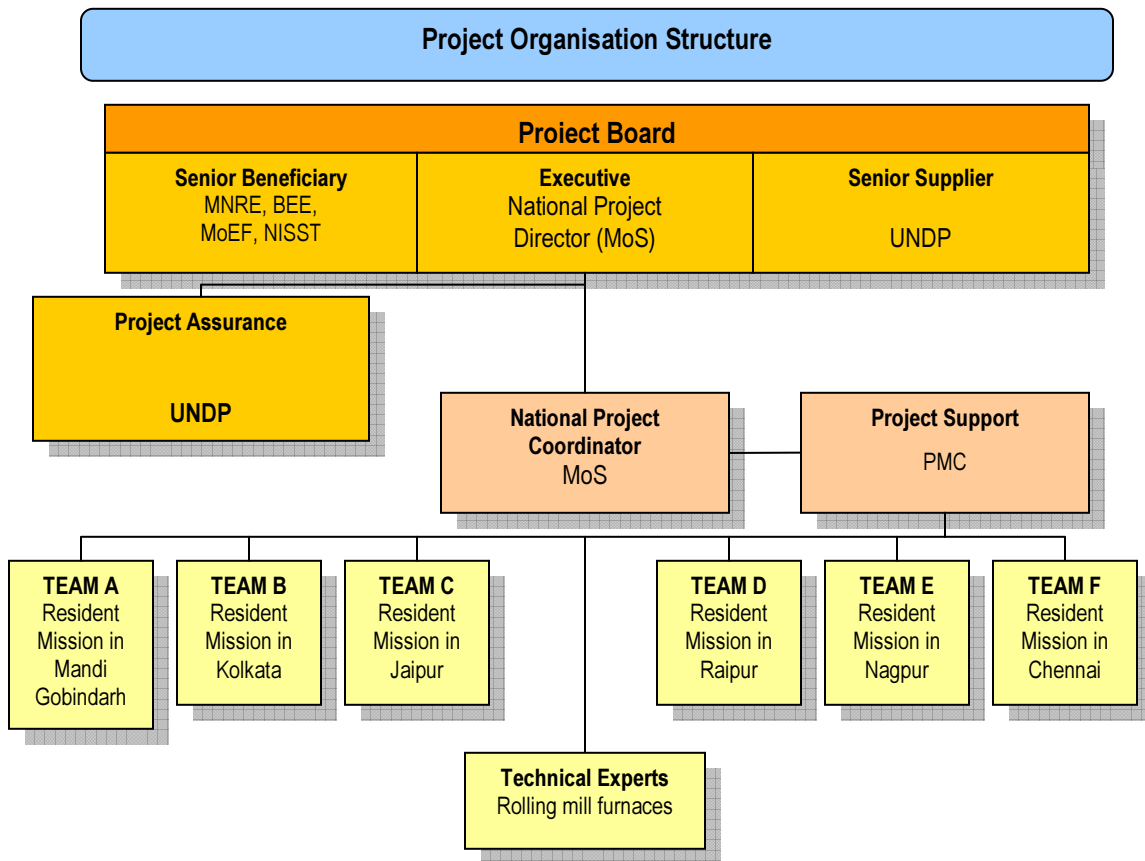 Project Organisation Structure
Project Board
Senior Beneficiary
MNRE, BEE,
MoEF, NISST
Executive
National Project
Director (MoS)
Senior Supplier
UNDP
Project Assurance
UNDP
National Project
Coordinator
MoS
Project Support
PMC
TEAM A
Resident
Mission in
Mandi
Gobindarh
TEAM B
Resident
Mission in
Kolkata
TEAM C
Resident
Mission in
Jaipur
TEAM D
Resident
Mission in
Raipur
TEAM E
Resident
Mission in
Nagpur
TEAM F
Resident
Mission in
Chennai
Technical Experts
Rolling mill furnaces